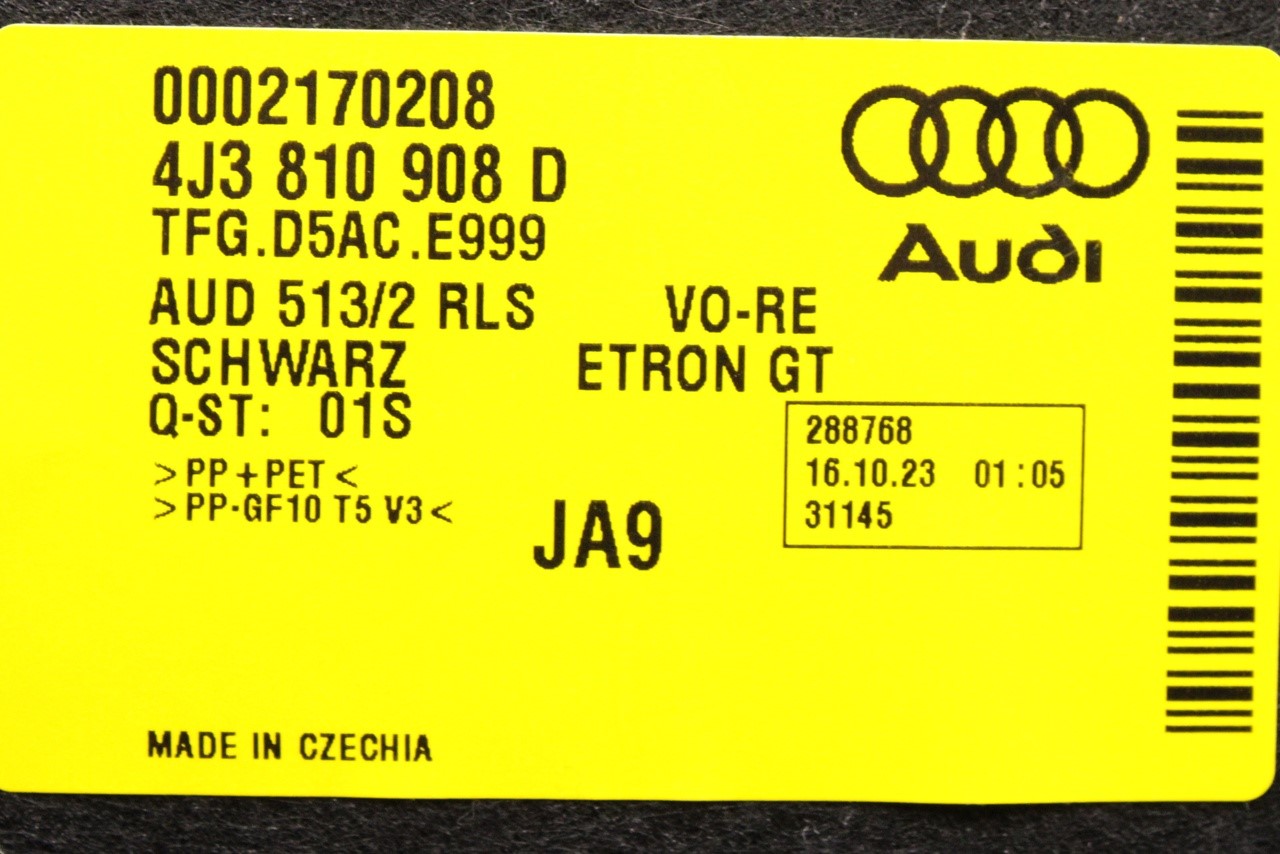 0002170208
4J3 810 908 D
TFG.D5AC.E999
Audi
AUD 513/2 RLS VO-RE
SCHWARZ ETRON GT
Q-ST: 01S
288768
16.10.23 01:05
31145
>PP+PET<
>PP-GF10 T5 V3<
JA9
MADE IN CZECHIA